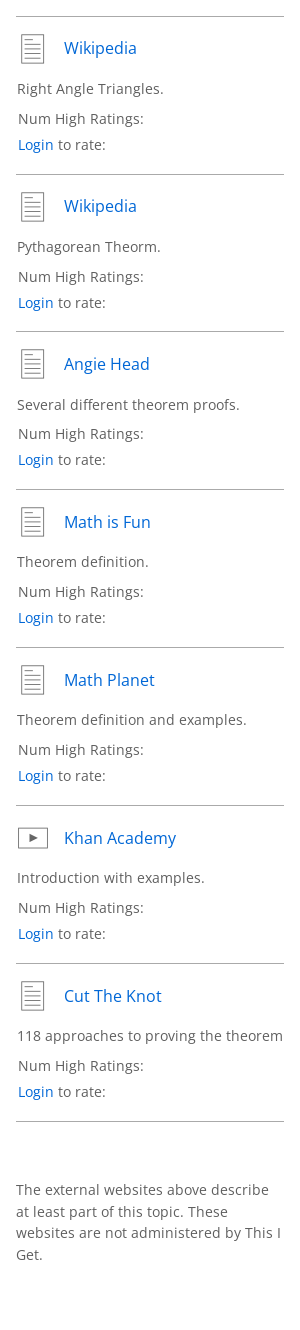 Wikipedia
Right Angle Triangles.
Num High Ratings:
Login to rate:
Wikipedia
Pythagorean Theorm.
Num High Ratings:
Login to rate:
Angie Head
Several different theorem proofs.
Num High Ratings:
Login to rate:
Math is Fun
Theorem definition.
Num High Ratings:
Login to rate:
Math Planet
Theorem definition and examples.
Num High Ratings:
Login to rate:
Khan Academy
Introduction with examples.
Num High Ratings:
Login to rate:
Cut The Knot
118 approaches to proving the theorem
Num High Ratings:
Login to rate:
The external websites above describe
at least part of this topic. These
websites are not administered by This I
Get.